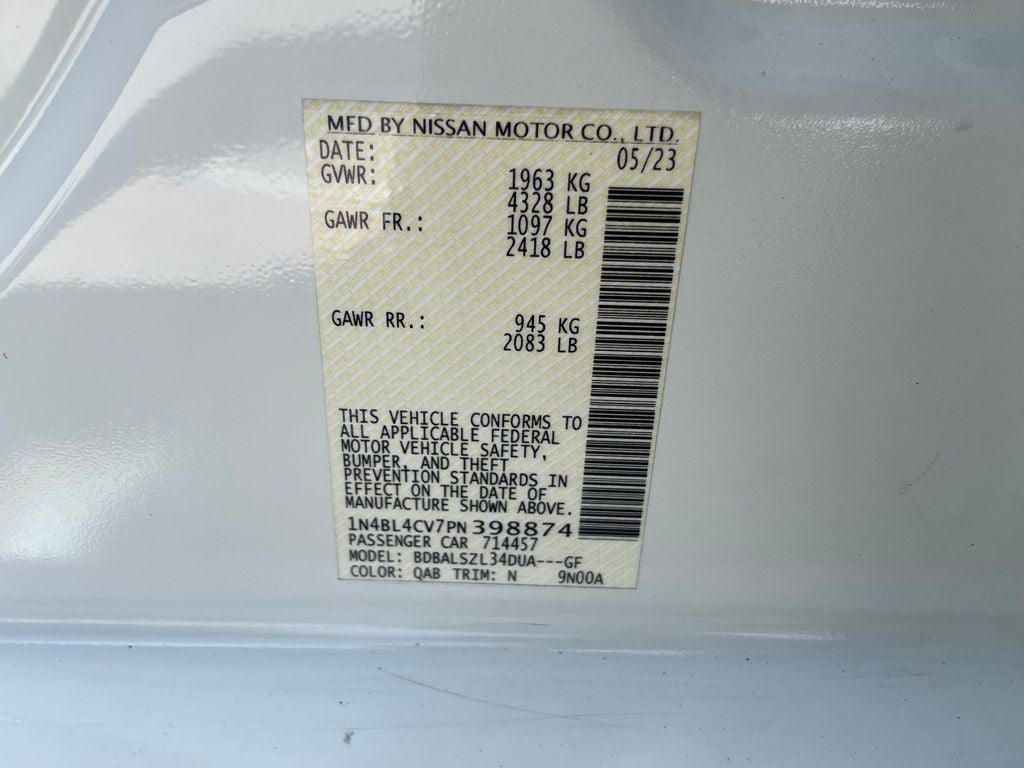 MFD BY NISSAN MOTOR CO., LTD.
DATE: 05/23
GVWR: 1963 KG
4328 LB
GAWR FR.: 1097 KG
2418 LB
GAWR RR.: 945 KG
2083 LB
THIS VEHICLE CONFORMS TO
ALL APPLICABLE FEDERAL
MOTOR VEHICLE SAFETY,
BUMPER, AND THEFT
PREVENTION STANDARDS IN
EFFECT ON THE DATE OF
MANUFACTURE SHOWN ABOVE.
1N4BL4CV7PN398874
PASSENGER CAR 714457
MODEL: BDBALSZL34DUA---GF
COLOR: QAB TRIM: N 9N00A